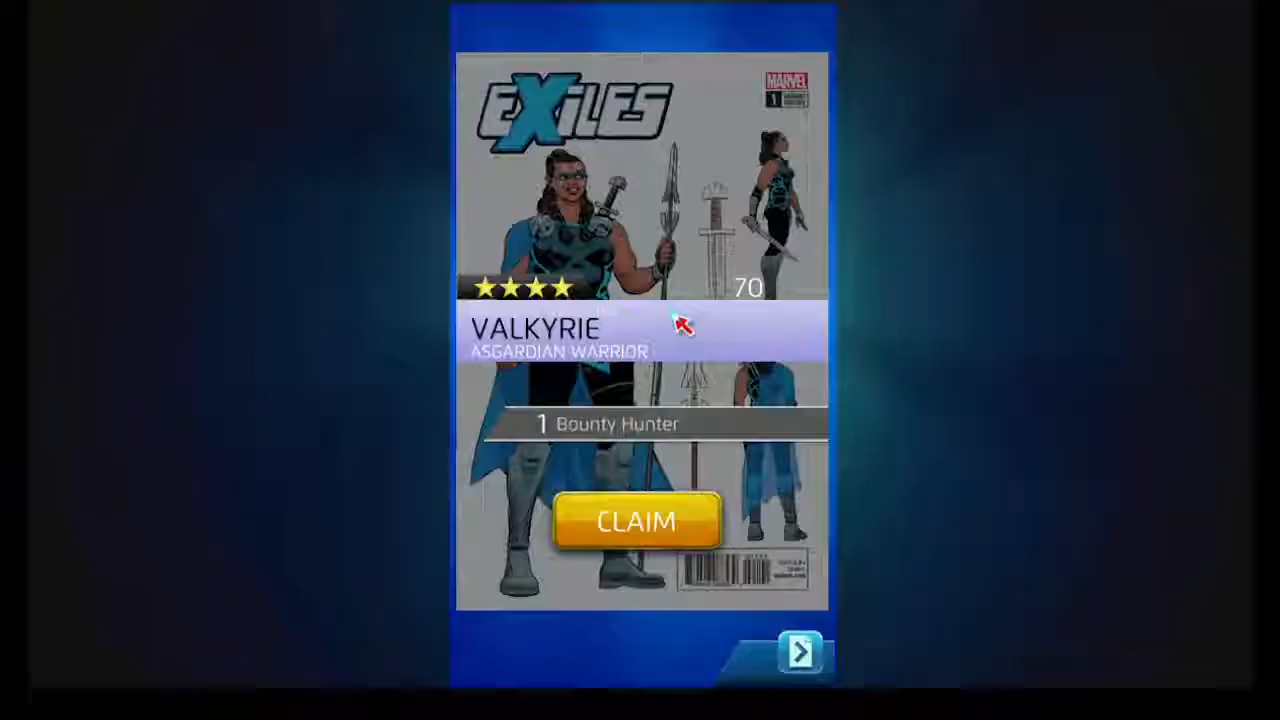 EXILES
MARVEL
1
70
VALKYRIE
ASGARDIAN WARRIOR
1 Bounty Hunter
CLAIM